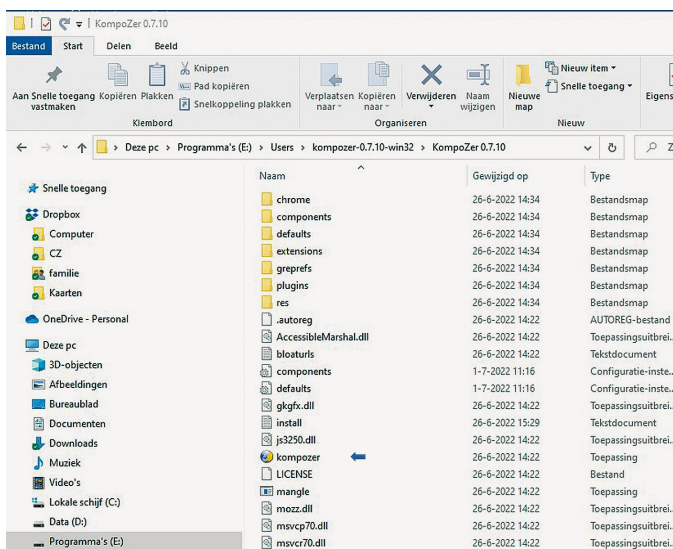 KompoZer 0.7.10
Bestand Start Delen Beeld
Aan Snelle toegang vastmaken
Kopiëren
Plakken
Knippen
Pad kopiëren
Snelkoppeling plakken
Klembord
Verplaatsen naar
Kopiëren naar
Verwijderen
Naam wijzigen
Organiseren
Nieuwe map
Nieuw item
Snelle toegang
Nieuw
Eigens
Deze pc > Programma's (E:) > Users > kompozer-0.7.10-win32 > KompoZer 0.7.10
Z
Snelle toegang
Dropbox
Computer
CZ
familie
Kaarten
OneDrive - Personal
Deze pc
3D-objecten
Afbeeldingen
Bureaublad
Documenten
Downloads
Muziek
Video's
Lokale schijf (C:)
Data (D:)
Programma's (E:)
Naam Gewijzigd op Type
chrome 26-6-2022 14:34 Bestandsmap
components 26-6-2022 14:34 Bestandsmap
defaults 26-6-2022 14:34 Bestandsmap
extensions 26-6-2022 14:34 Bestandsmap
greprefs 26-6-2022 14:34 Bestandsmap
plugins 26-6-2022 14:34 Bestandsmap
res 26-6-2022 14:34 Bestandsmap
.autoreg 26-6-2022 14:22 AUTOREG-bestand
AccessibleMarshal.dll 26-6-2022 14:22 Toepassingsuitbrei...
bloaturls 26-6-2022 14:22 Tekstdocument
components 1-7-2022 11:16 Configuratie-inste...
defaults 1-7-2022 11:16 Configuratie-inste...
gkgfx.dll 26-6-2022 14:22 Toepassingsuitbrei...
install 26-6-2022 15:29 Tekstdocument
js3250.dll 26-6-2022 14:22 Toepassingsuitbrei...
kompozer 26-6-2022 14:22 Toepassing
LICENSE 26-6-2022 14:22 Bestand
mangle 26-6-2022 14:22 Toepassing
mozz.dll 26-6-2022 14:22 Toepassingsuitbrei...
msvcp70.dll 26-6-2022 14:22 Toepassingsuitbrei...
msvcr70.dll 26-6-2022 14:22 Toepassingsuitbrei...